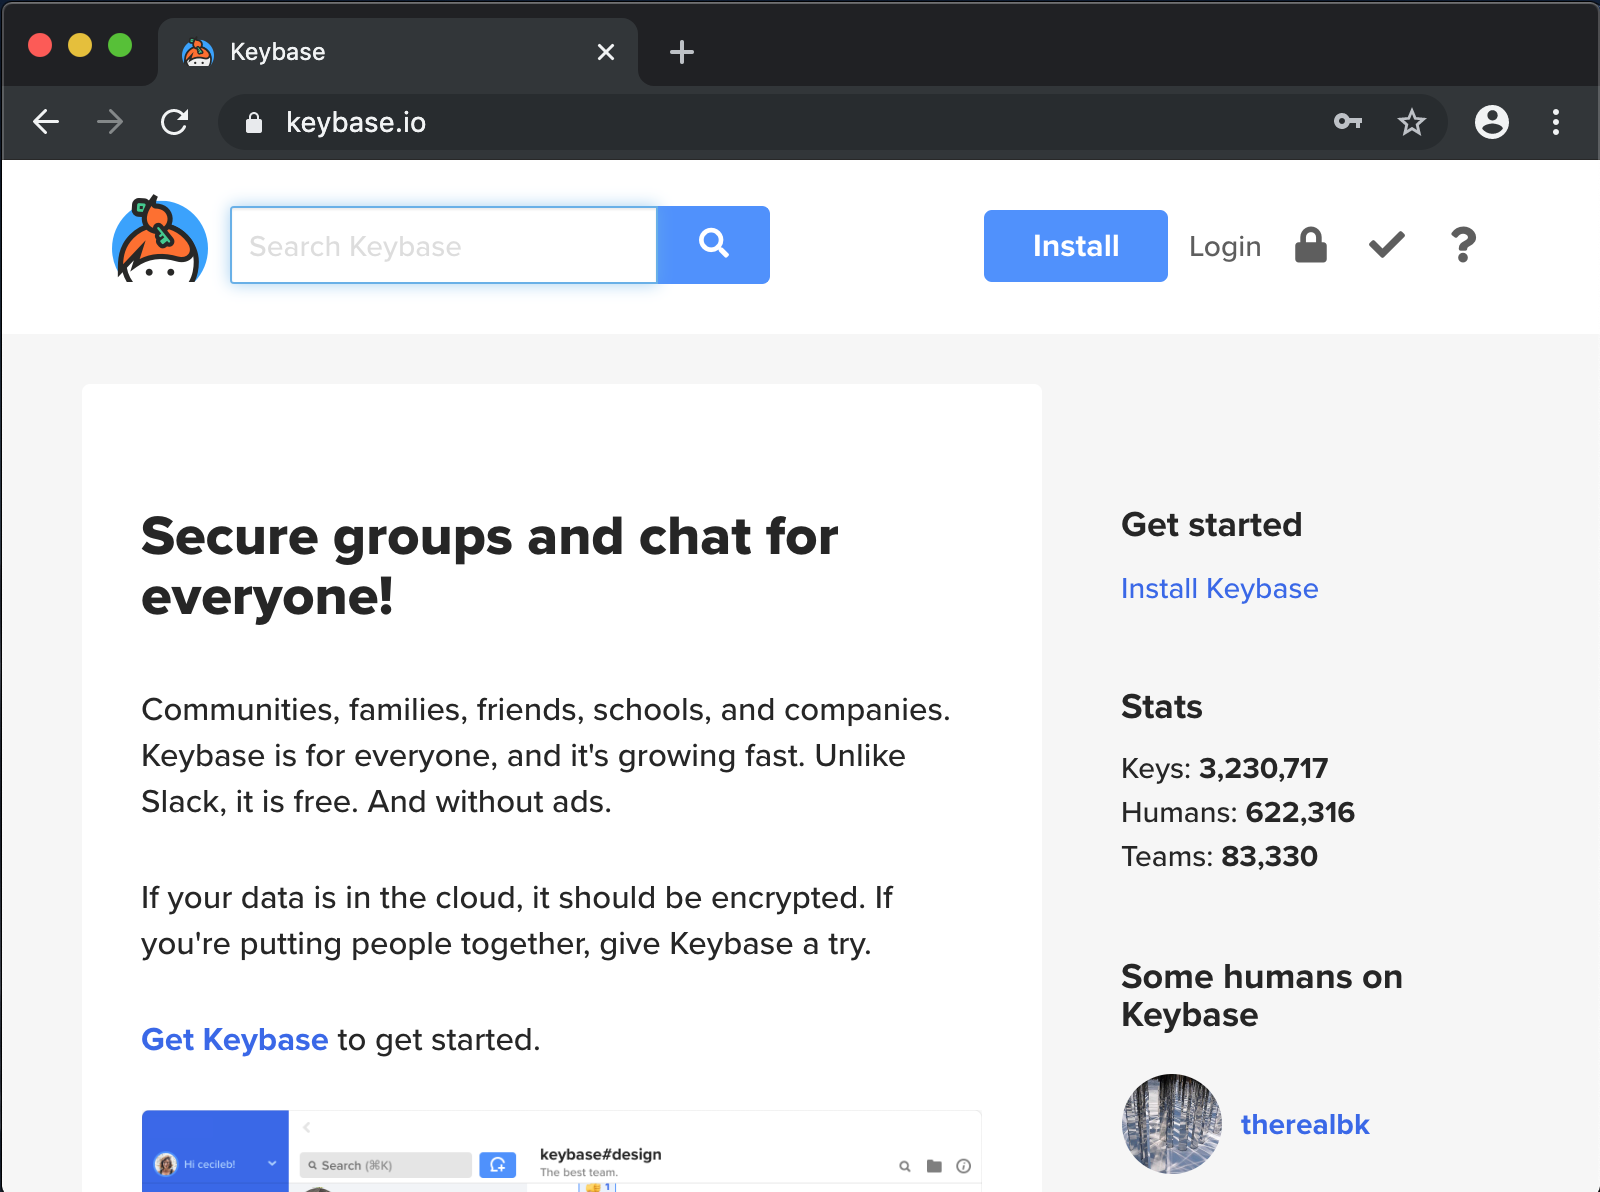 Keybase
keybase.io
Search Keybase
Install
Login
Secure groups and chat for
everyone!
Communities, families, friends, schools, and companies.
Keybase is for everyone, and it's growing fast. Unlike
Slack, it is free. And without ads.
If your data is in the cloud, it should be encrypted. If
you're putting people together, give Keybase a try.
Get Keybase to get started.
Hi cecileb!
Search (⌘K)
keybase#design
The best team.
1
Get started
Install Keybase
Stats
Keys: 3,230,717
Humans: 622,316
Teams: 83,330
Some humans on
Keybase
therealbk